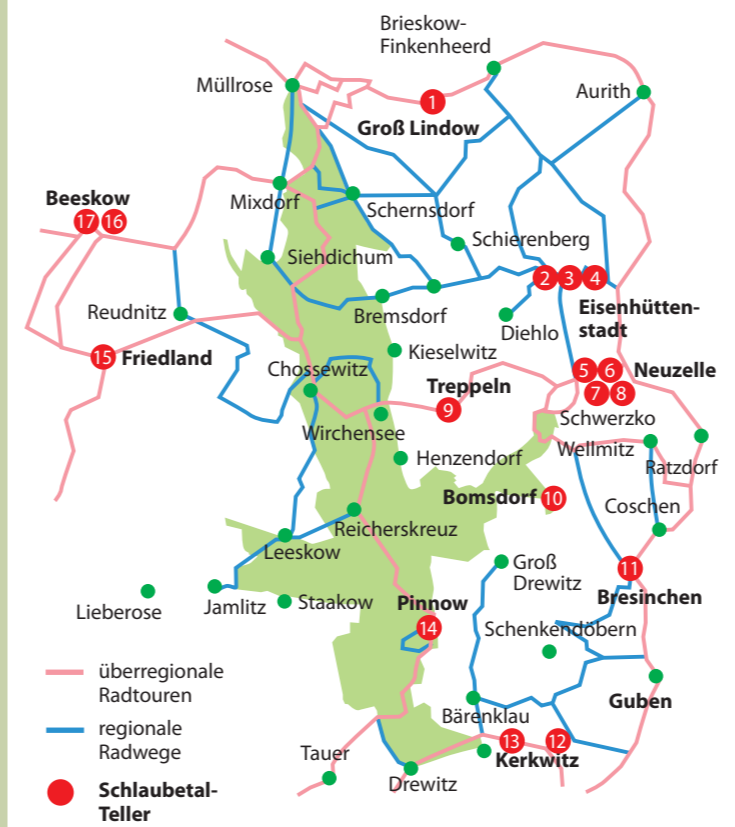 Brieskow-
Finkenheerd
Müllrose
Aurith
1
Groß Lindow
Beeskow
17 16
Mixdorf
Schernsdorf
Schierenberg
Siehdichum
2 3 4
Eisenhütten-
stadt
Reudnitz
Bremsdorf
Diehlo
15 Friedland
Kieselwitz
Chossewitz
Treppeln
9
5 6 Neuzelle
7 8
Schwerzko
Wirchensee
Wellmitz
Henzendorf
Ratzdorf
Bomsdorf 10
Coschen
Reicherskreuz
Leeskow
Groß
Drewitz
11
Bresinchen
Lieberose
Jamlitz
Staakow
Pinnow
14
Schenkendöbern
überregionale
Radtouren
Guben
regionale
Radwege
Bärenklau
13 12
Kerkwitz
Tauer
Drewitz
Schlaubetal-
Teller